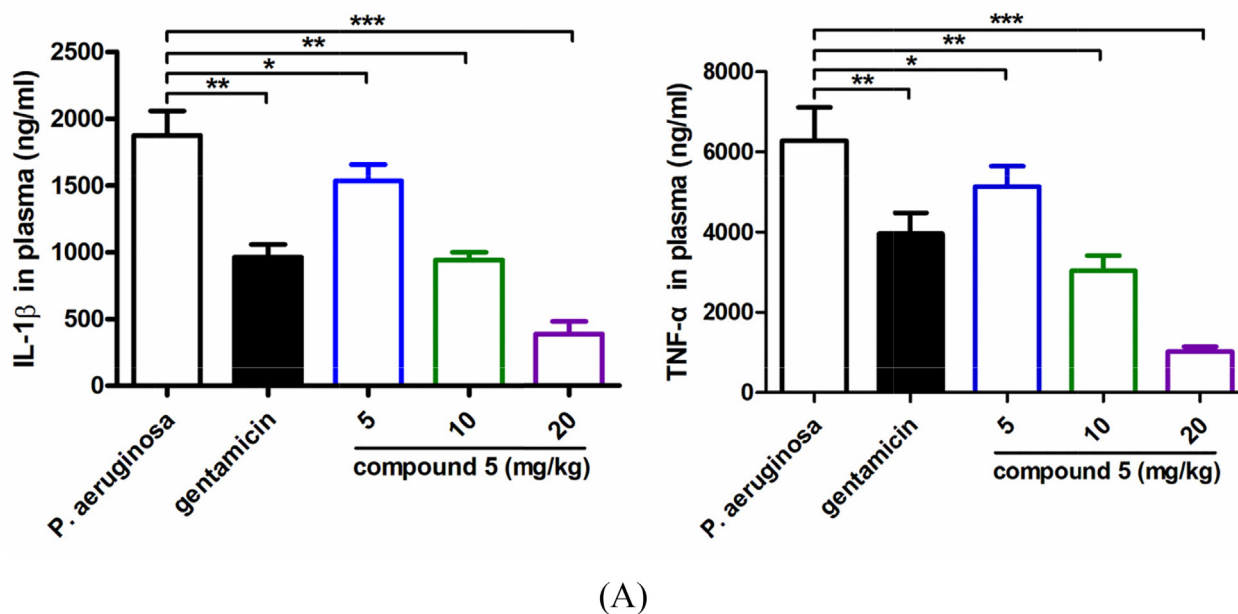 ***
**
*
**
2500
2000
1500
1000
500
0
IL-1β in plasma (ng/ml)
P. aeruginosa
gentamicin
5
10
20
compound 5 (mg/kg)
***
**
*
**
8000
6000
4000
2000
0
TNF-α in plasma (ng/ml)
P. aeruginosa
gentamicin
5
10
20
compound 5 (mg/kg)
(A)